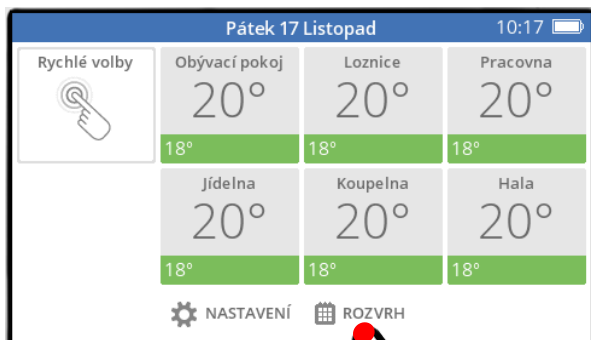 Pátek 17 Listopad 10:17
Rychlé volby
Obývací pokoj
20°
18°
Loznice
20°
18°
Pracovna
20°
18°
Jídelna
20°
18°
Koupelna
20°
18°
Hala
20°
18°
NASTAVENÍ ROZVRH